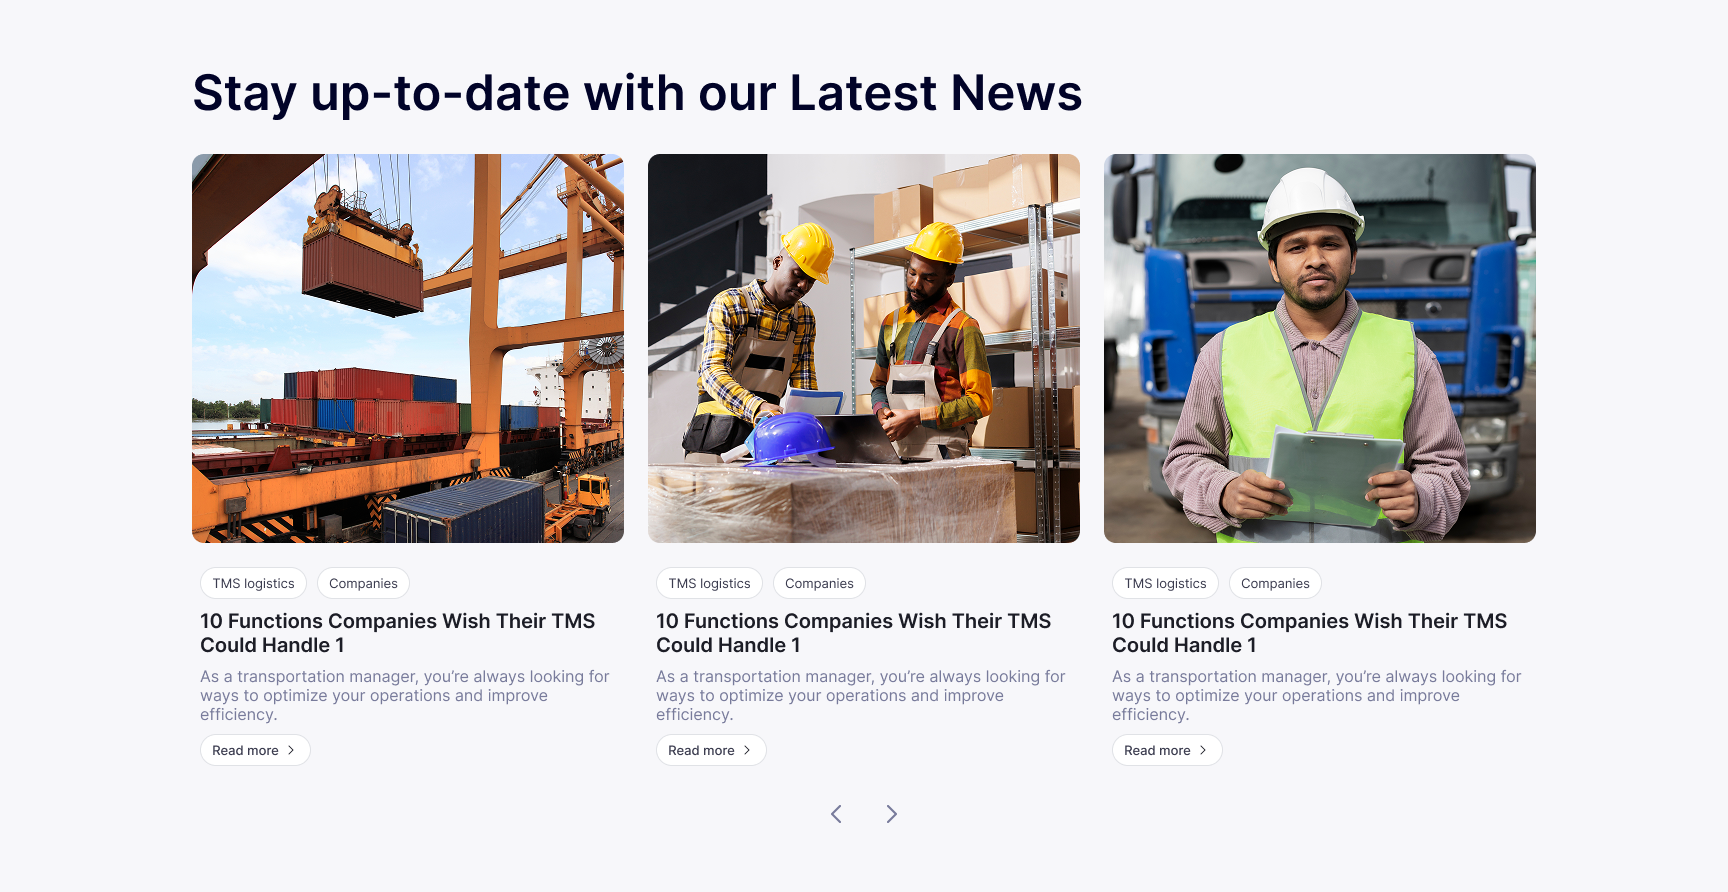 Stay up-to-date with our Latest News
TMS logistics
Companies
10 Functions Companies Wish Their TMS
Could Handle 1
As a transportation manager, you’re always looking for
ways to optimize your operations and improve
efficiency.
Read more
TMS logistics
Companies
10 Functions Companies Wish Their TMS
Could Handle 1
As a transportation manager, you’re always looking for
ways to optimize your operations and improve
efficiency.
Read more
TMS logistics
Companies
10 Functions Companies Wish Their TMS
Could Handle 1
As a transportation manager, you’re always looking for
ways to optimize your operations and improve
efficiency.
Read more